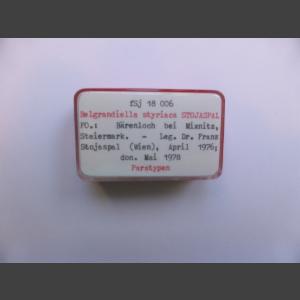 fSj 18 006
Belgrandiella styriaca STOJASPAL
FO.: Bärenloch bei Mixnitz,
Steiermark. - Leg. Dr. Franz
Stojaspal (Wien), April 1976;
don. Mai 1978
Paratypen